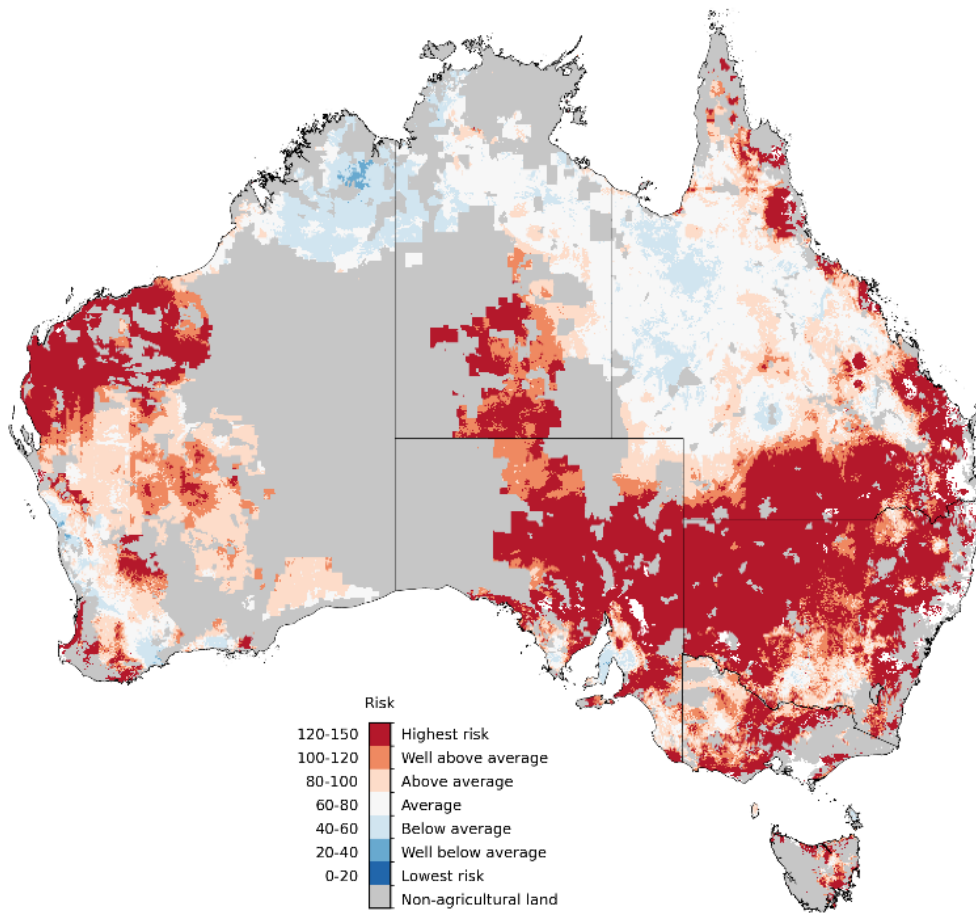 Risk
120-150 Highest risk
100-120 Well above average
80-100 Above average
60-80 Average
40-60 Below average
20-40 Well below average
0-20 Lowest risk
Non-agricultural land